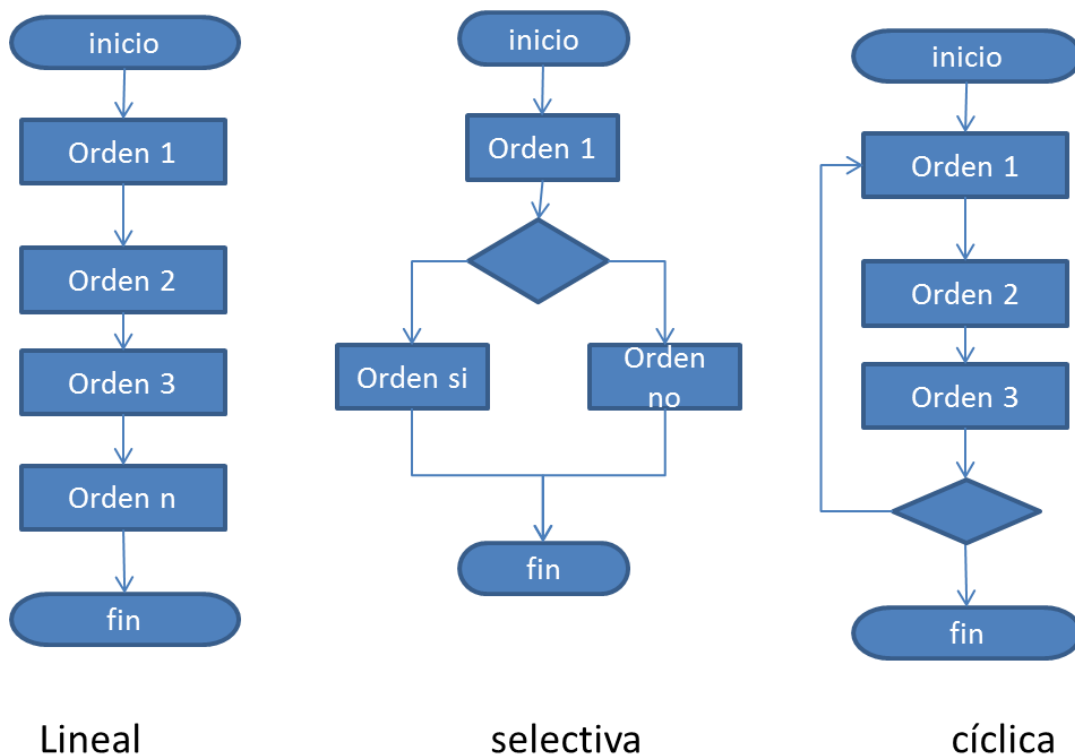 inicio
Orden 1
Orden 2
Orden 3
Orden n
fin
Lineal
inicio
Orden 1
Orden si
Orden
no
fin
selectiva
inicio
Orden 1
Orden 2
Orden 3
fin
cíclica